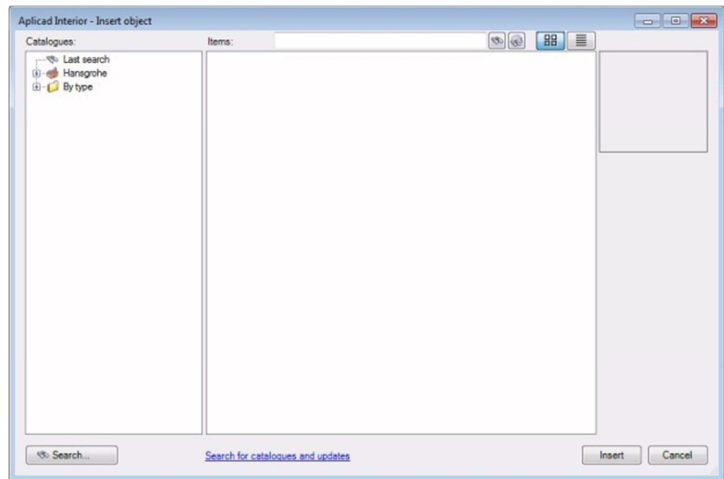 Aplicad Interior - Insert object
Catalogues:
Items:
Last search
Hansgrohe
By type
Search...
Search for catalogues and updates
Insert
Cancel